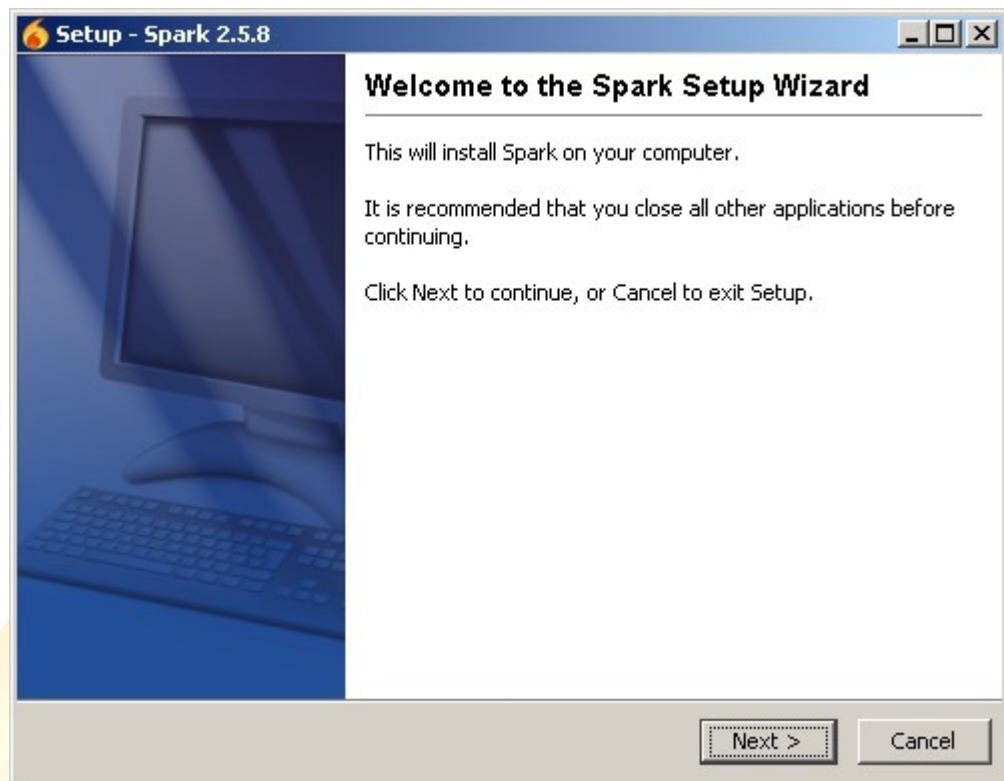 Setup - Spark 2.5.8
Welcome to the Spark Setup Wizard
This will install Spark on your computer.
It is recommended that you close all other applications before
continuing.
Click Next to continue, or Cancel to exit Setup.
Next >
Cancel